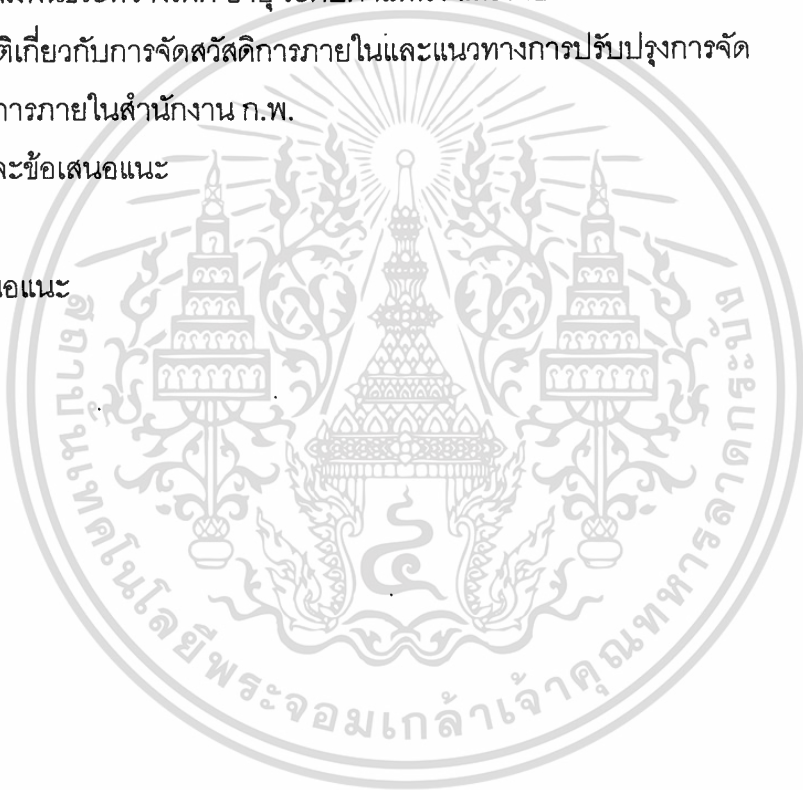 ติเกี่ยวกับการจัดสวัสดิการภายในและแนวทางการปรับปรุงการจัด
การภายในสำนักงาน ก.พ.
ละข้อเสนอแนะ
นอแนะ
สถาบันเทคโนโลยีพระจอมเกล้าเจ้าคุณทหารลาดกระบัง